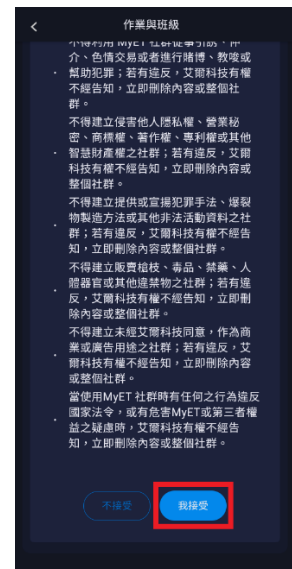 作業與班級
不得利用 MyET 社群從事引誘、仲
介、色情交易或者進行賭博、教唆或
幫助犯罪；若有違反，艾爾科技有權
不經告知，立即刪除內容或整個社
群。
不得建立侵害他人隱私權、營業秘
密、商標權、著作權、專利權或其他
智慧財產權之社群；若有違反，艾爾
科技有權不經告知，立即刪除內容或
整個社群。
不得建立提供或宣揚犯罪手法、爆裂
物製造方法或其他非法活動資料之社
群；若有違反，艾爾科技有權不經告
知，立即刪除內容或整個社群。
不得建立販賣槍枝、毒品、禁藥、人
體器官或其他違禁物之社群；若有違
反，艾爾科技有權不經告知，立即刪
除內容或整個社群。
不得建立未經艾爾科技同意，作為商
業或廣告用途之社群；若有違反，艾
爾科技有權不經告知，立即刪除內容
或整個社群。
當使用MyET 社群時有任何之行為違反
國家法令，或有危害MyET或第三者權
益之疑慮時，艾爾科技有權不經告
知，立即刪除內容或整個社群。
不接受
我接受